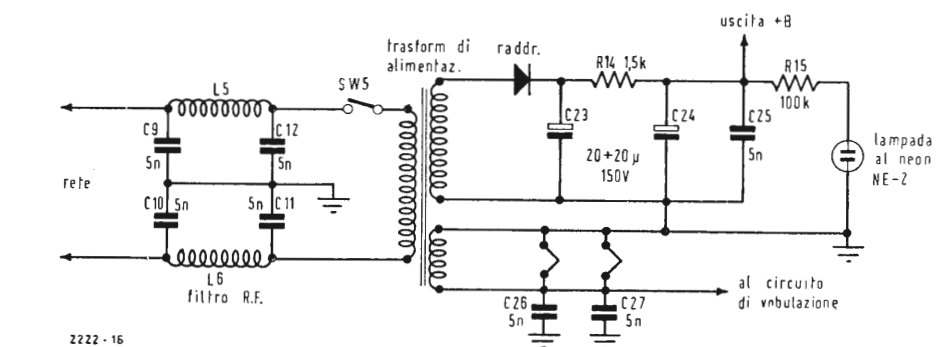 uscita +B
trasform di
alimentaz.
raddr.
R14 1,5k
R15
100k
L5
SW5
C9
5n
C12
5n
C23
C24
C25
5n
20+20µ
150V
lampada
al neon
NE-2
rete
C10
5n
5n
C11
L6
filtro R.F.
C26
5n
C27
5n
al circuito
di vobulazione
2222-16